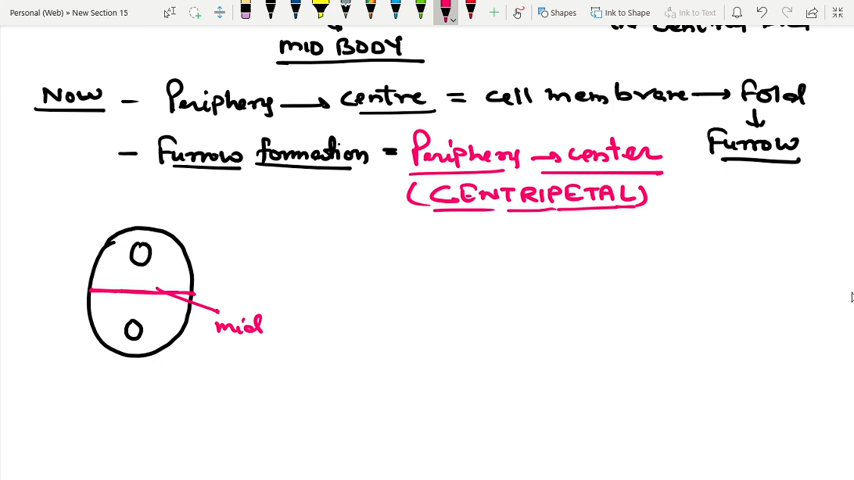 Personal (Web) » New Section 15
Shapes
Ink to Shape
Ink to Text
MID BODY
Now - Periphery → centre = cell membrane → fold
↓
Furrow
- Furrow formation = Periphery → center
(CENTRIPETAL)
mid